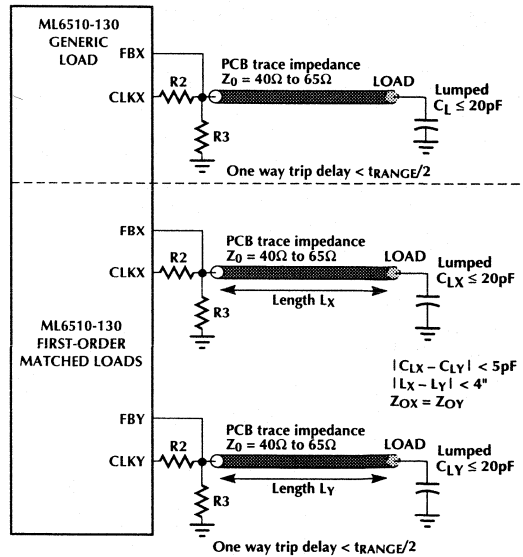 ML6510-130
GENERIC
LOAD
FBX
CLKX
R2
R3
PCB trace impedance
Z0 = 40Ω to 65Ω
LOAD
Lumped
CL ≤ 20pF
One way trip delay < tRANGE/2
FBX
CLKX
R2
R3
PCB trace impedance
Z0 = 40Ω to 65Ω
LOAD
Length LX
Lumped
CLX ≤ 20pF
ML6510-130
FIRST-ORDER
MATCHED LOADS
|CLX – CLY| < 5pF
|LX – LY| < 4"
ZOX = ZOY
FBY
CLKY
R2
R3
PCB trace impedance
Z0 = 40Ω to 65Ω
LOAD
Length LY
Lumped
CLY ≤ 20pF
One way trip delay < tRANGE/2